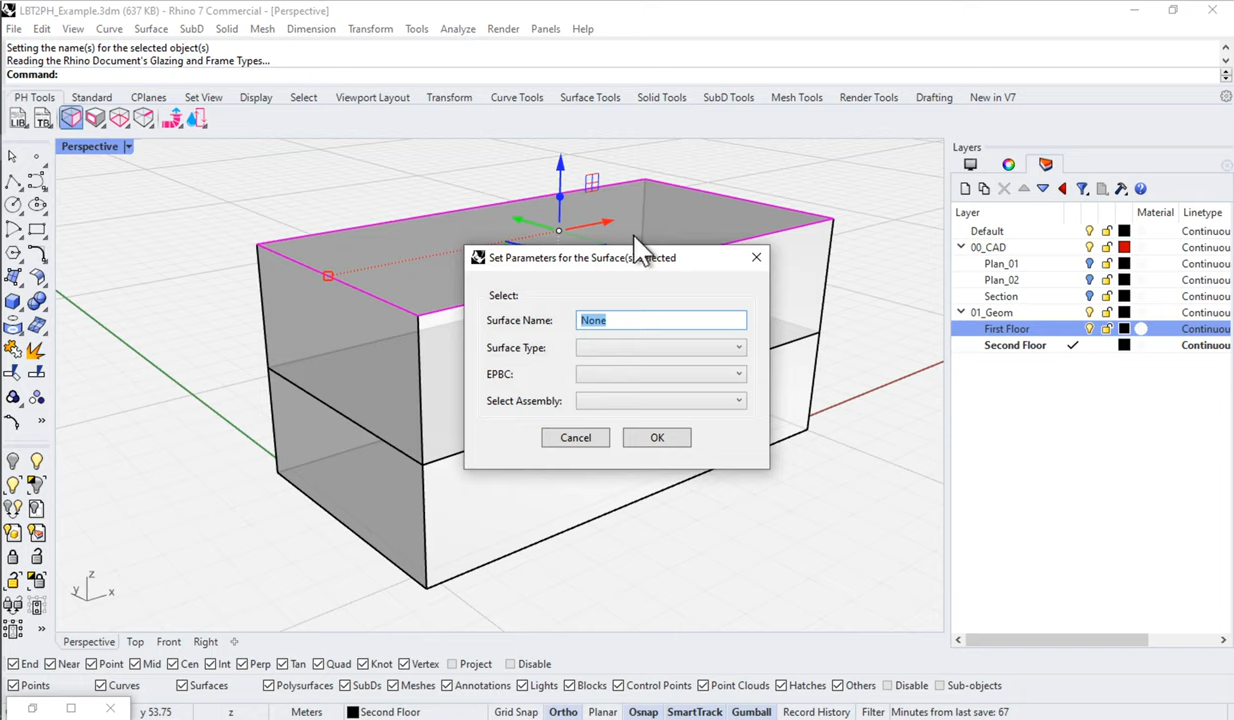 LBT2PH_Example.3dm (637 KB) - Rhino 7 Commercial - [Perspective]
File Edit View Curve Surface SubD Solid Mesh Dimension Transform Tools Analyze Render Panels Help
Setting the name(s) for the selected object(s)
Reading the Rhino Document's Glazing and Frame Types...
Command:
PH Tools Standard CPlanes Set View Display Select Viewport Layout Transform Curve Tools Surface Tools Solid Tools SubD Tools Mesh Tools Render Tools Drafting New in V7
LIB TB
Perspective
Layers
Layer Material Linetype
Default Continuou
00_CAD Continuou
Plan_01 Continuou
Plan_02 Continuou
Section Continuou
01_Geom Continuou
First Floor Continuou
Second Floor Continuou
Set Parameters for the Surface(s)
Select:
Surface Name: None
Surface Type:
EPBC:
Select Assembly:
Cancel OK
z
y x
Perspective Top Front Right
End Near Point Mid Cen Int Perp Tan Quad Knot Vertex Project Disable
Points Curves Surfaces Polysurfaces SubDs Meshes Annotations Lights Blocks Control Points Point Clouds Hatches Others Disable Sub-objects
y 53.75 z Meters Second Floor Grid Snap Ortho Planar Osnap SmartTrack Gumball Record History Filter Minutes from last save: 67